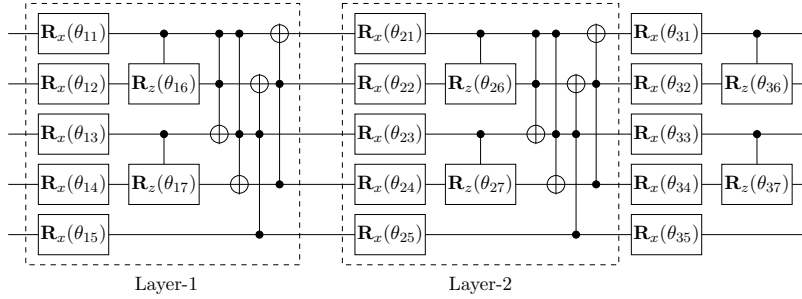 R_x(θ_11) R_x(θ_21) R_x(θ_31)
R_x(θ_12) R_z(θ_16) R_x(θ_22) R_z(θ_26) R_x(θ_32) R_z(θ_36)
R_x(θ_13) R_x(θ_23) R_x(θ_33)
R_x(θ_14) R_z(θ_17) R_x(θ_24) R_z(θ_27) R_x(θ_34) R_z(θ_37)
R_x(θ_15) R_x(θ_25) R_x(θ_35)
Layer-1 Layer-2